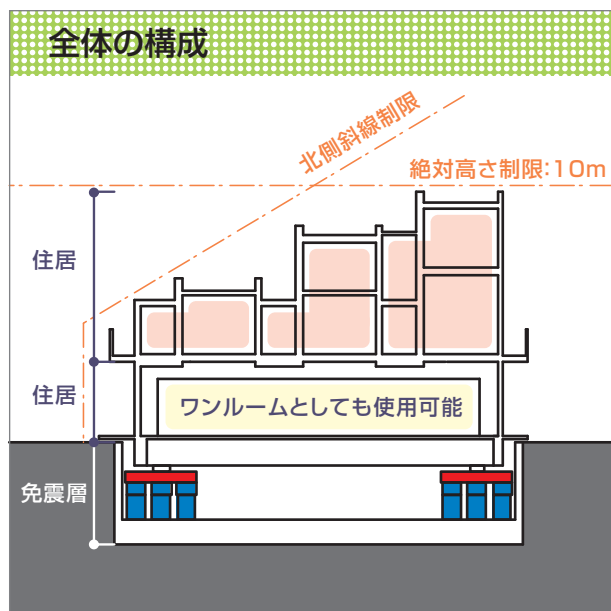 全体の構成
北側斜線制限
絶対高さ制限:10m
住居
住居
ワンルームとしても使用可能
免震層